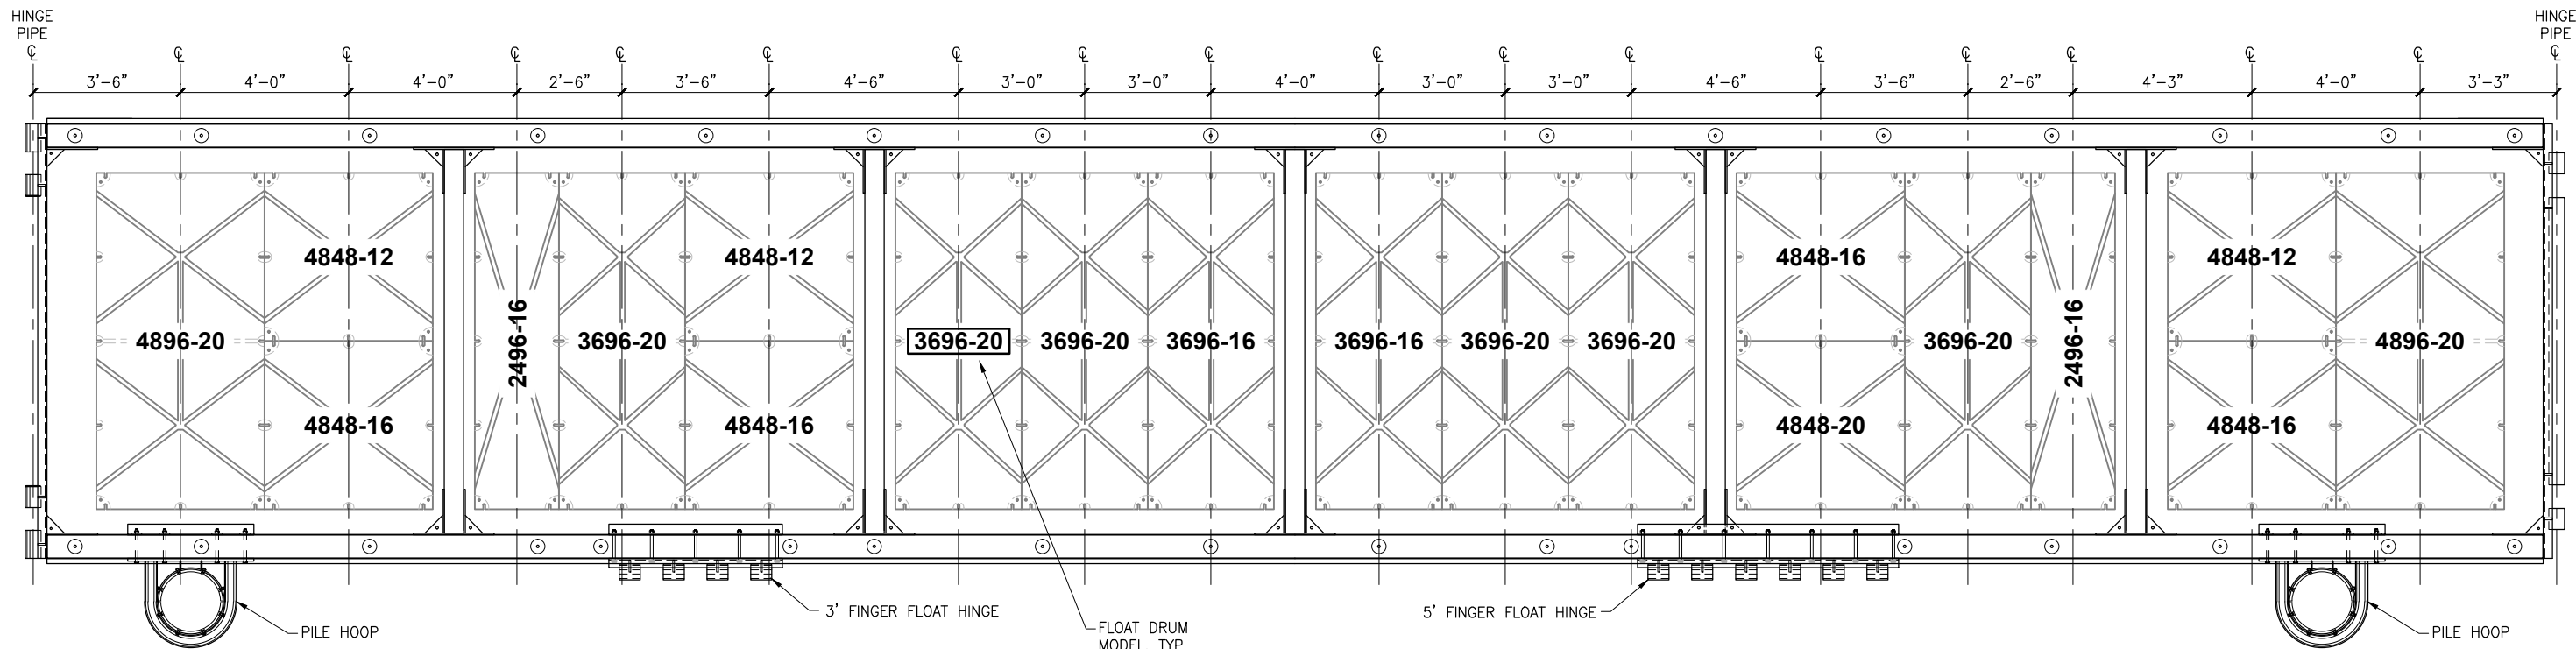 HINGE
PIPE
℄ ℄ ℄ ℄ ℄ ℄ ℄ ℄ ℄ ℄ ℄ ℄ ℄ ℄ ℄ ℄ ℄
HINGE
PIPE
℄
3'-6" 4'-0" 4'-0" 2'-6" 3'-6" 4'-6" 3'-0" 3'-0" 4'-0" 3'-0" 3'-0" 4'-6" 3'-6" 2'-6" 4'-3" 4'-0" 3'-3"
4848-12 4848-12 4848-16 4848-12
4896-20 2496-16 3696-20 3696-20 3696-20 3696-16 3696-16 3696-20 3696-20 3696-20 2496-16 4896-20
4848-16 4848-16 4848-20 4848-16
PILE HOOP
3' FINGER FLOAT HINGE
FLOAT DRUM
MODEL TYP
5' FINGER FLOAT HINGE
PILE HOOP